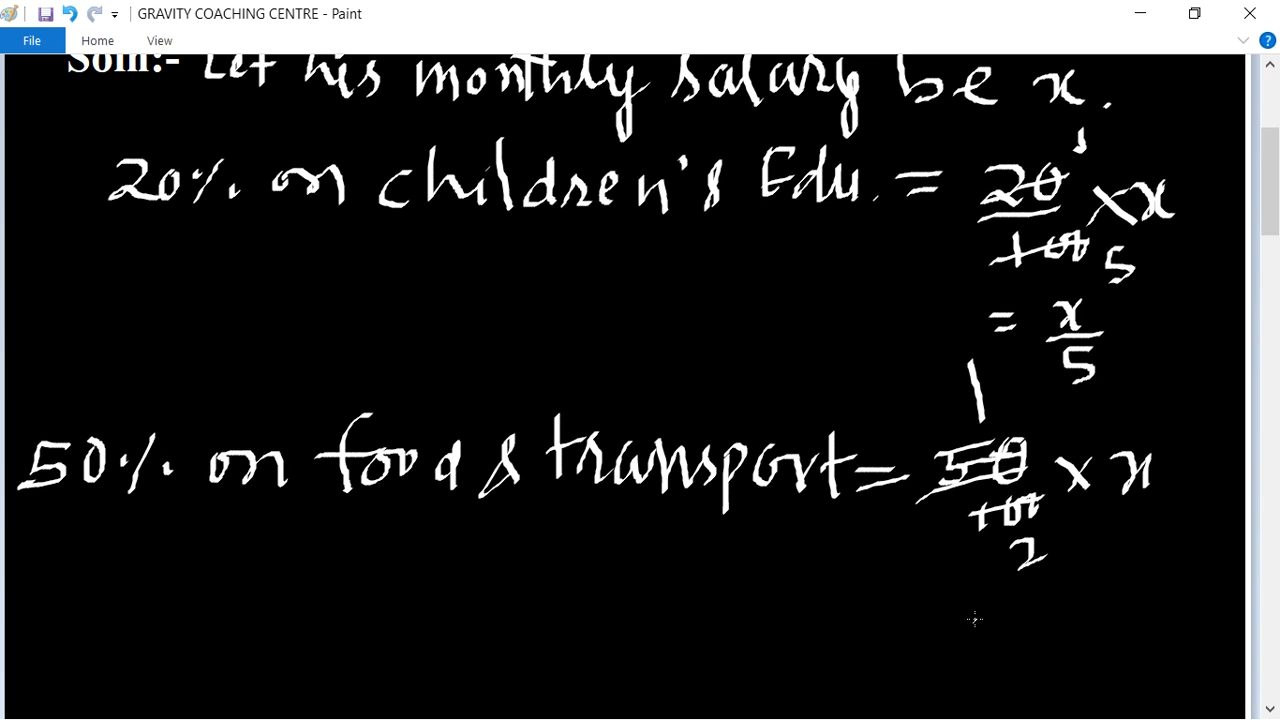 GRAVITY COACHING CENTRE - Paint
File Home View
Soln:- Let his monthly salary be x.
20% on children's Edu. = 20/100 × x
1
5
= x/5
1
50% on food & transport = 50/100 × x
2